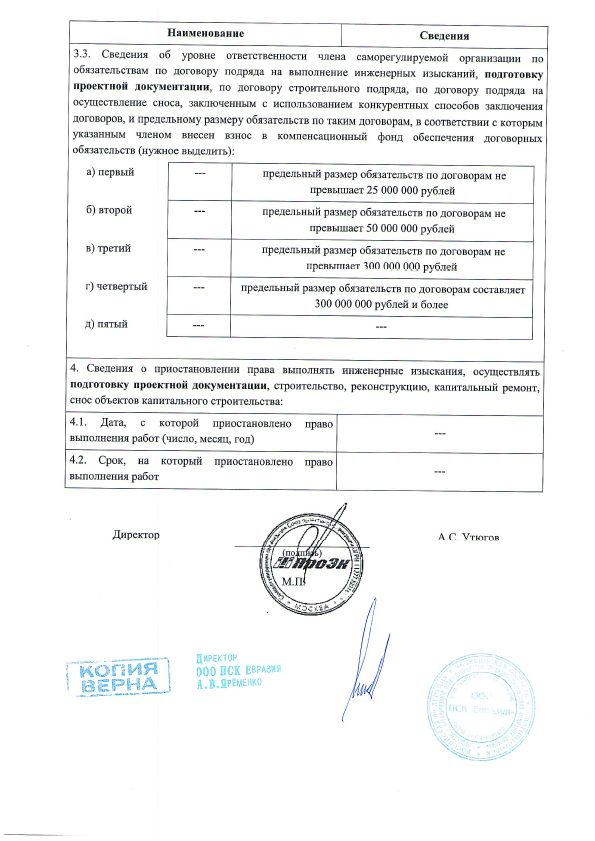 Наименование Сведения
3.3. Сведения об уровне ответственности члена саморегулируемой организации по
обязательствам по договору подряда на выполнение инженерных изысканий, подготовку
проектной документации, по договору строительного подряда, по договору подряда на
осуществление сноса, заключенным с использованием конкурентных способов заключения
договоров, и предельному размеру обязательств по таким договорам, в соответствии с которым
указанным членом внесен взнос в компенсационный фонд обеспечения договорных
обязательств (нужное выделить):
а) первый --- предельный размер обязательств по договорам не
превышает 25 000 000 рублей
б) второй --- предельный размер обязательств по договорам не
превышает 50 000 000 рублей
в) третий --- предельный размер обязательств по договорам не
превышает 300 000 000 рублей
г) четвертый --- предельный размер обязательств по договорам составляет
300 000 000 рублей и более
д) пятый --- ---
4. Сведения о приостановлении права выполнять инженерные изыскания, осуществлять
подготовку проектной документации, строительство, реконструкцию, капитальный ремонт,
снос объектов капитального строительства:
4.1. Дата, с которой приостановлено право
выполнения работ (число, месяц, год) ---
4.2. Срок, на который приостановлено право
выполнения работ ---
Директор А.С. Утюгов
(подпись)
ПроЭк
М.П.
МОСКВА
КОПИЯ
ВЕРНА
Директор
ООО ПСК Евразия
А.В.Яременко
ООО
ПСК Евразия